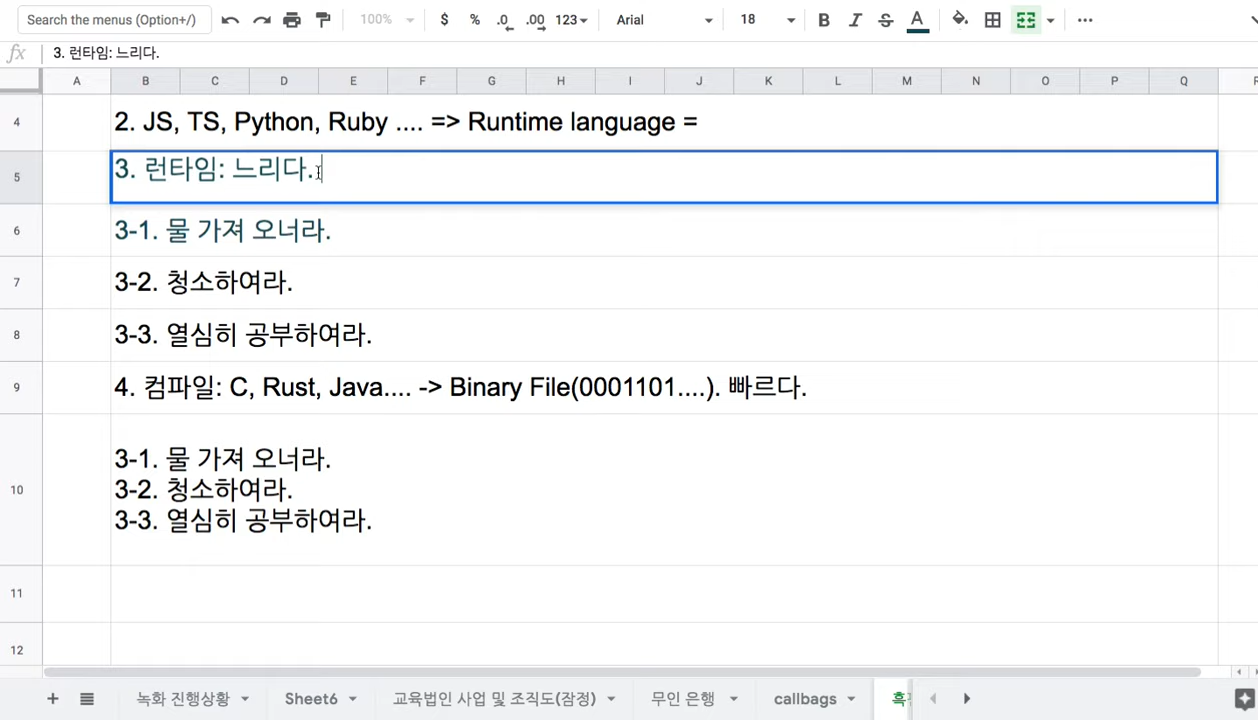 Search the menus (Option+/)
100%
$
%
.0
.00
123
Arial
18
B
I
S
A
fx
3. 런타임: 느리다.
A B C D E F G H I J K L M N O P Q
4
2. JS, TS, Python, Ruby .... => Runtime language =
5
3. 런타임: 느리다.
6
3-1. 물 가져 오너라.
7
3-2. 청소하여라.
8
3-3. 열심히 공부하여라.
9
4. 컴파일: C, Rust, Java.... -> Binary File(0001101....). 빠르다.
10
3-1. 물 가져 오너라.
3-2. 청소하여라.
3-3. 열심히 공부하여라.
11
12
녹화 진행상황
Sheet6
교육법인 사업 및 조직도(잠정)
무인 은행
callbags